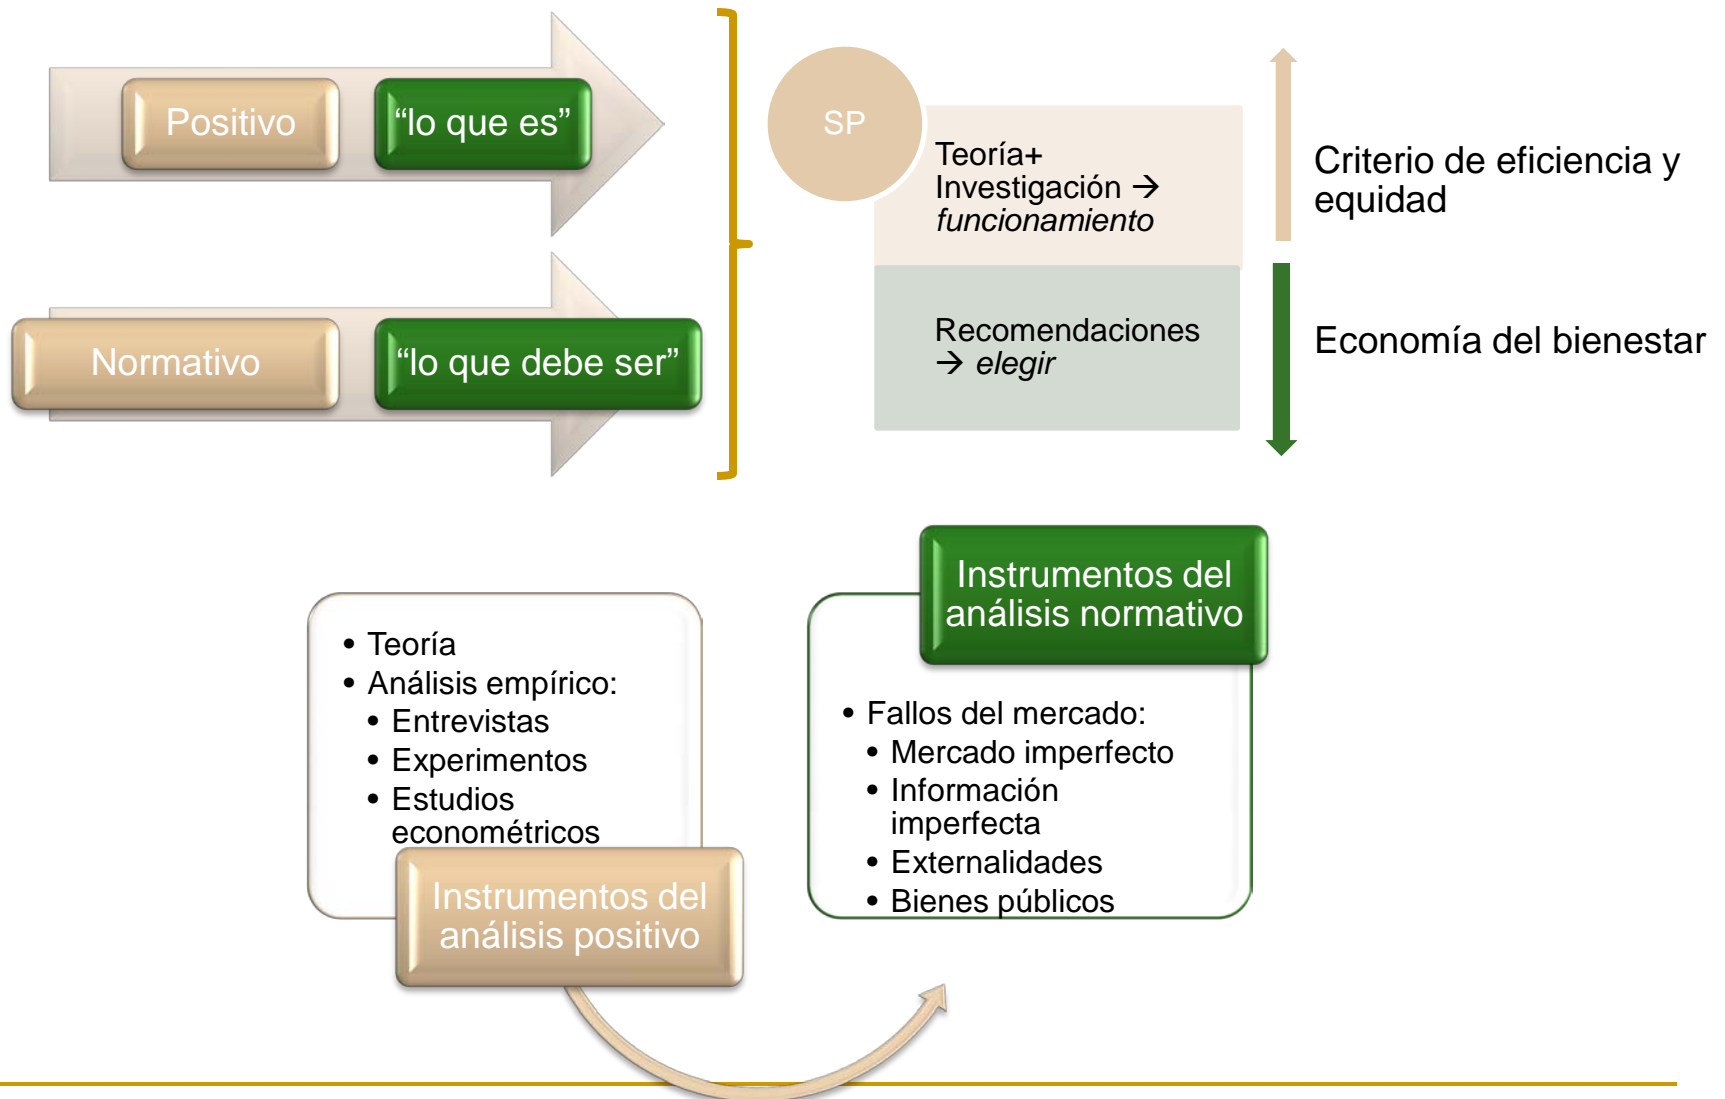 Positivo
“lo que es”
Normativo
“lo que debe ser”
SP
Teoría+
Investigación →
funcionamiento
Recomendaciones
→ elegir
Criterio de eficiencia y
equidad
Economía del bienestar
• Teoría
• Análisis empírico:
• Entrevistas
• Experimentos
• Estudios
econométricos
Instrumentos del
análisis positivo
Instrumentos del
análisis normativo
• Fallos del mercado:
• Mercado imperfecto
• Información
imperfecta
• Externalidades
• Bienes públicos